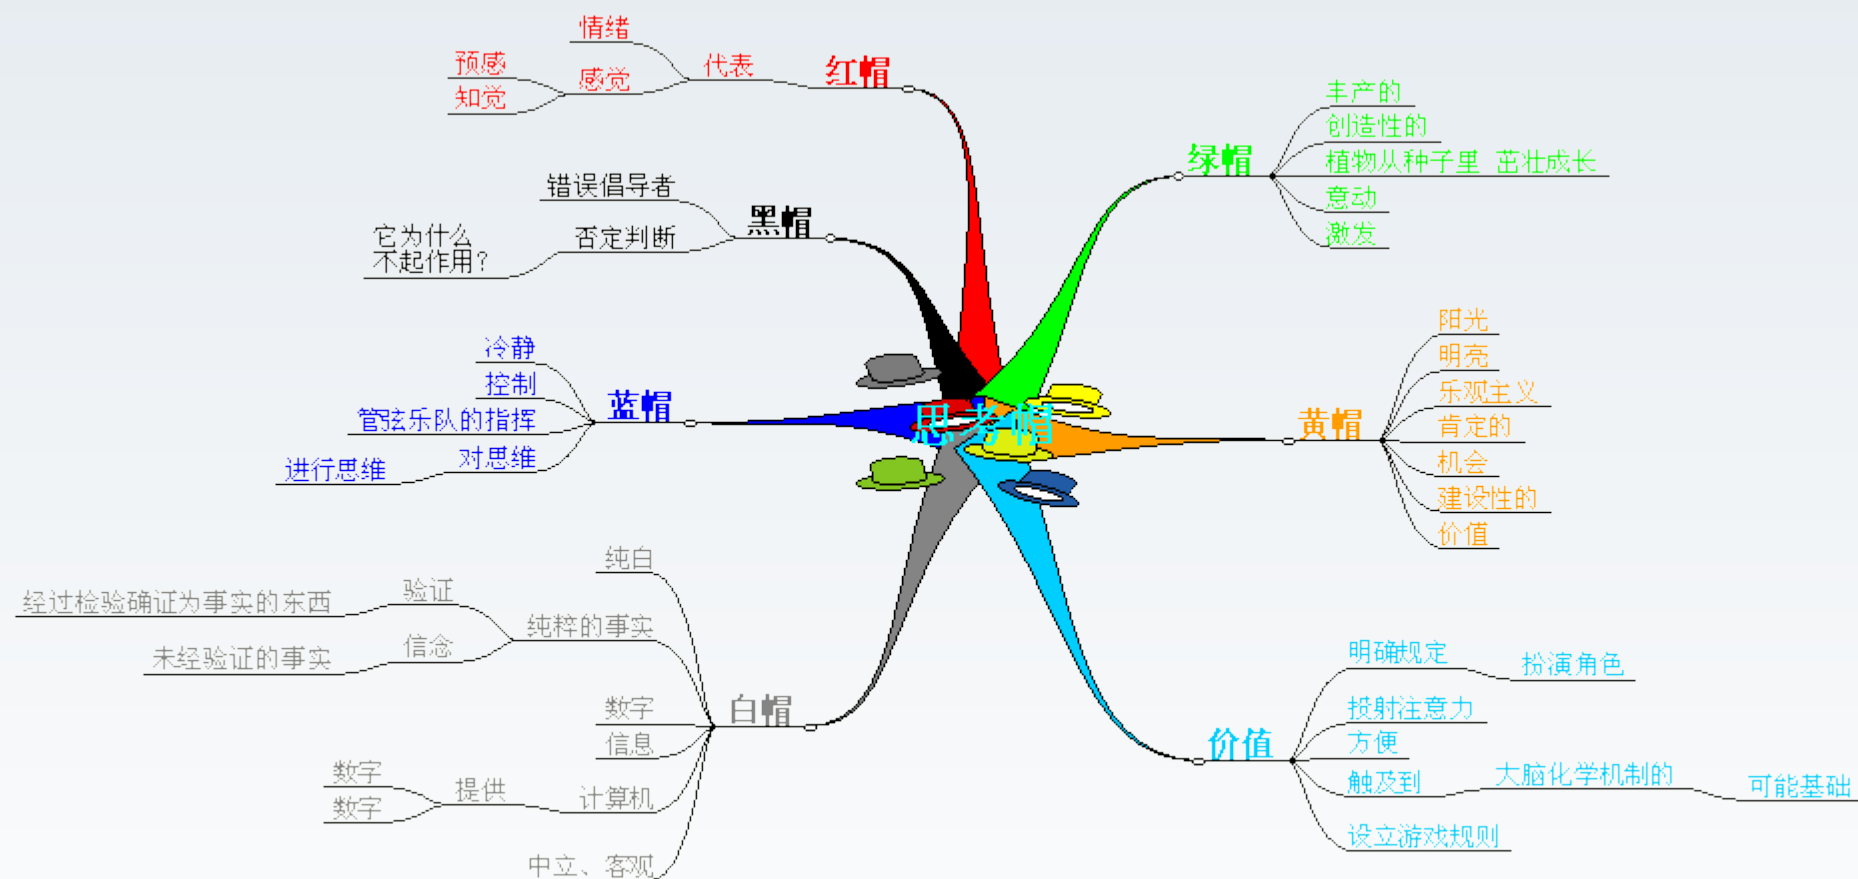 思考帽
红帽
代表
情绪
感觉
预感
知觉
黑帽
错误倡导者
否定判断
它为什么
不起作用?
蓝帽
冷静
控制
管弦乐队的指挥
对思维
进行思维
白帽
纯白
纯粹的事实
验证
经过检验确证为事实的东西
信念
未经验证的事实
数字
信息
计算机
提供
数字
数字
中立、客观
绿帽
丰产的
创造性的
植物从种子里 茁壮成长
意动
激发
黄帽
阳光
明亮
乐观主义
肯定的
机会
建设性的
价值
价值
明确规定
扮演角色
投射注意力
方便
触及到
大脑化学机制的
可能基础
设立游戏规则